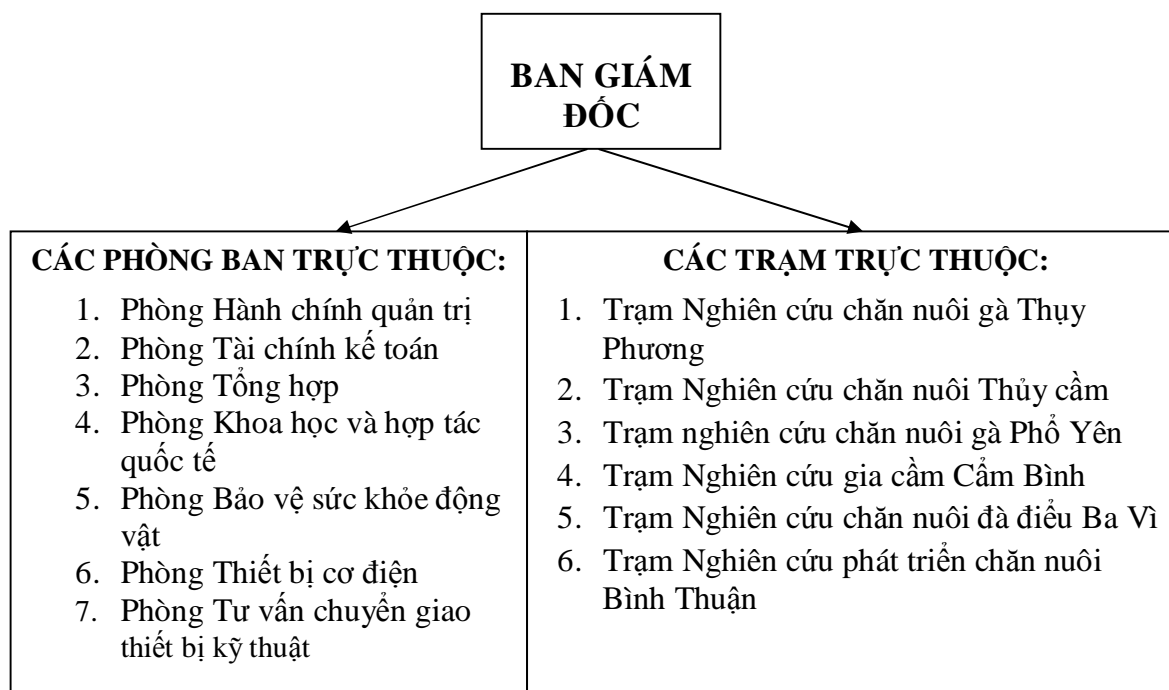 BAN GIÁM
ĐỐC
CÁC PHÒNG BAN TRỰC THUỘC:
1. Phòng Hành chính quản trị
2. Phòng Tài chính kế toán
3. Phòng Tổng hợp
4. Phòng Khoa học và hợp tác
quốc tế
5. Phòng Bảo vệ sức khỏe động
vật
6. Phòng Thiết bị cơ điện
7. Phòng Tư vấn chuyển giao
thiết bị kỹ thuật
CÁC TRẠM TRỰC THUỘC:
1. Trạm Nghiên cứu chăn nuôi gà Thụy
Phương
2. Trạm Nghiên cứu chăn nuôi Thủy cầm
3. Trạm nghiên cứu chăn nuôi gà Phổ Yên
4. Trạm Nghiên cứu gia cầm Cẩm Bình
5. Trạm Nghiên cứu chăn nuôi đà điểu Ba Vì
6. Trạm Nghiên cứu phát triển chăn nuôi
Bình Thuận